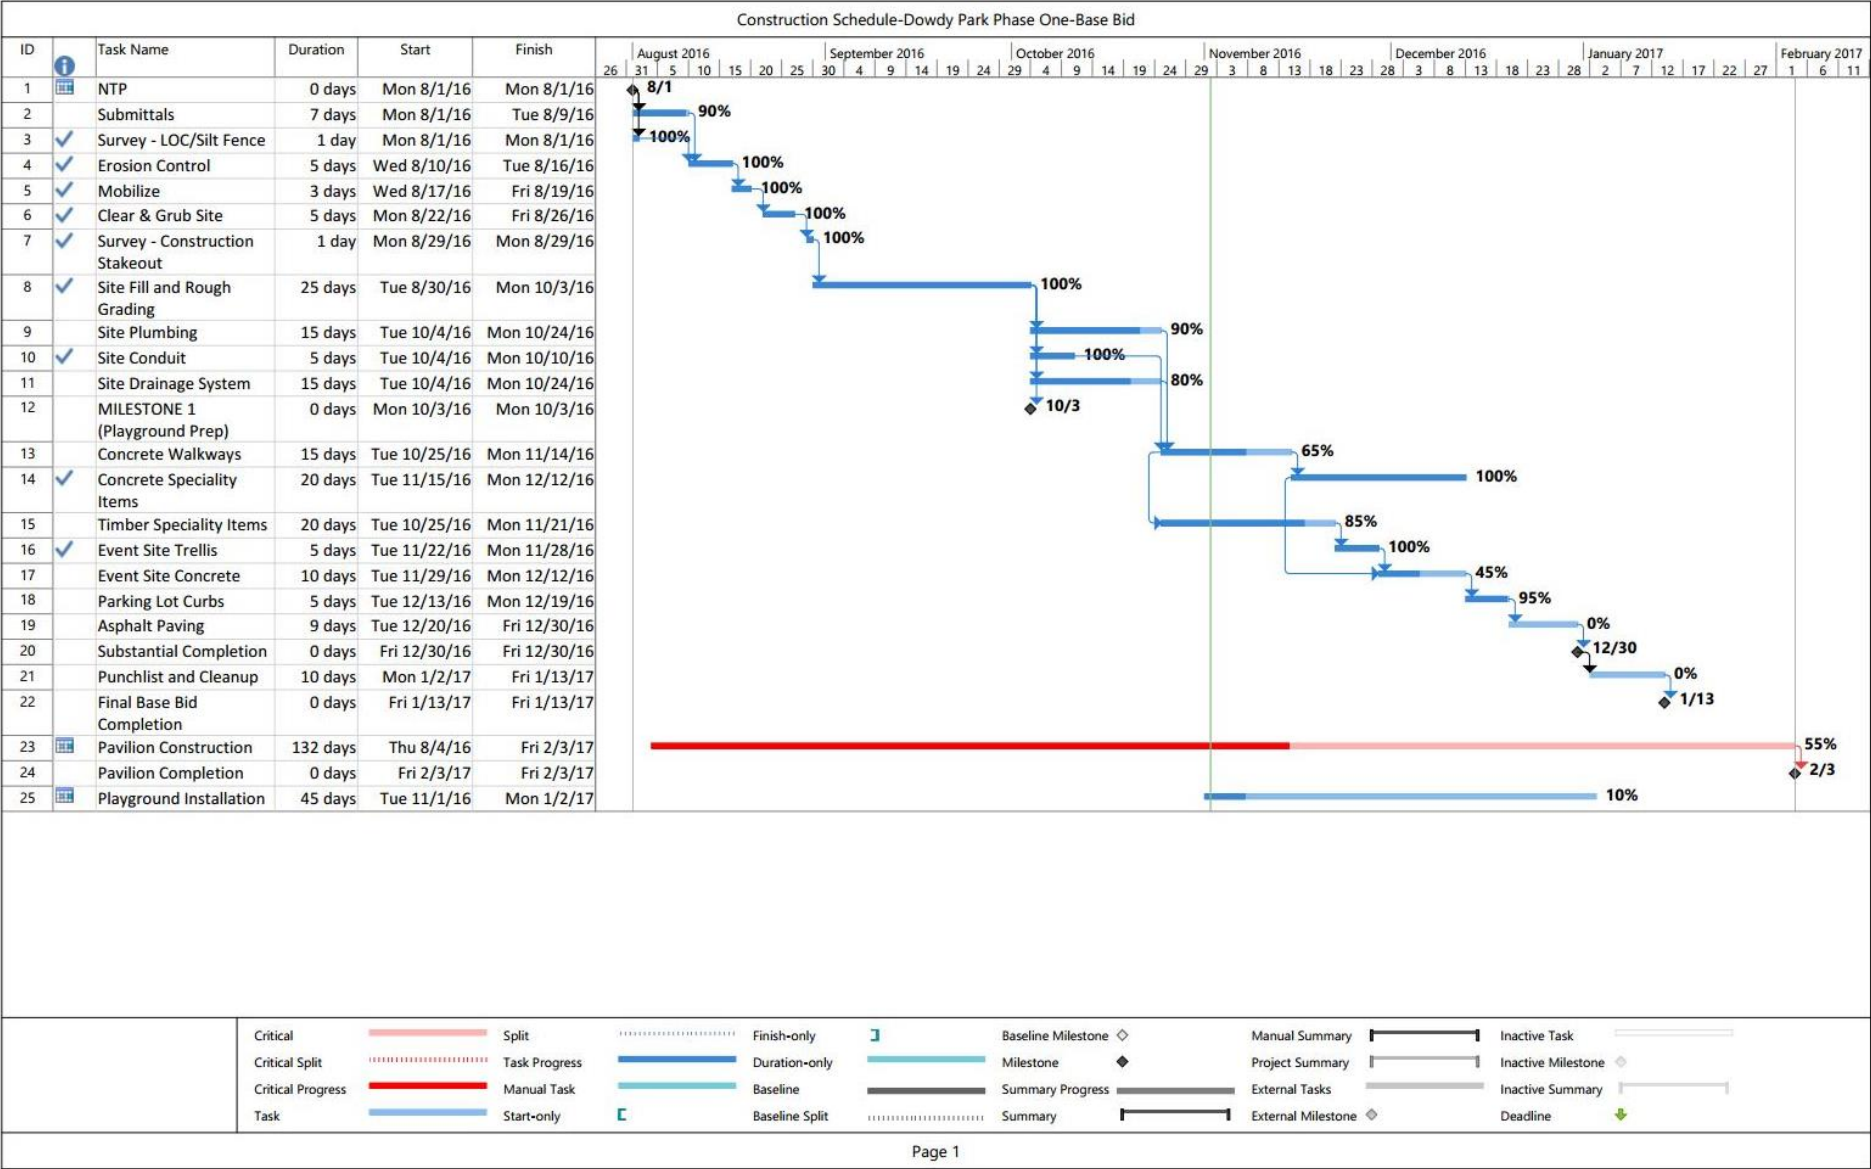 Construction Schedule-Dowdy Park Phase One-Base Bid
ID Task Name Duration Start Finish
August 2016 September 2016 October 2016 November 2016 December 2016 January 2017 February 2017
26 31 5 10 15 20 25 30 4 9 14 19 24 29 4 9 14 19 24 29 3 8 13 18 23 28 3 8 13 18 23 28 2 7 12 17 22 27 1 6 11
1 NTP 0 days Mon 8/1/16 Mon 8/1/16 8/1
2 Submittals 7 days Mon 8/1/16 Tue 8/9/16 90%
3 Survey - LOC/Silt Fence 1 day Mon 8/1/16 Mon 8/1/16 100%
4 Erosion Control 5 days Wed 8/10/16 Tue 8/16/16 100%
5 Mobilize 3 days Wed 8/17/16 Fri 8/19/16 100%
6 Clear & Grub Site 5 days Mon 8/22/16 Fri 8/26/16 100%
7 Survey - Construction 1 day Mon 8/29/16 Mon 8/29/16 100%
Stakeout
8 Site Fill and Rough 25 days Tue 8/30/16 Mon 10/3/16 100%
Grading
9 Site Plumbing 15 days Tue 10/4/16 Mon 10/24/16 90%
10 Site Conduit 5 days Tue 10/4/16 Mon 10/10/16 100%
11 Site Drainage System 15 days Tue 10/4/16 Mon 10/24/16 80%
12 MILESTONE 1 0 days Mon 10/3/16 Mon 10/3/16 10/3
(Playground Prep)
13 Concrete Walkways 15 days Tue 10/25/16 Mon 11/14/16 65%
14 Concrete Speciality 20 days Tue 11/15/16 Mon 12/12/16 100%
Items
15 Timber Speciality Items 20 days Tue 10/25/16 Mon 11/21/16 85%
16 Event Site Trellis 5 days Tue 11/22/16 Mon 11/28/16 100%
17 Event Site Concrete 10 days Tue 11/29/16 Mon 12/12/16 45%
18 Parking Lot Curbs 5 days Tue 12/13/16 Mon 12/19/16 95%
19 Asphalt Paving 9 days Tue 12/20/16 Fri 12/30/16 0%
20 Substantial Completion 0 days Fri 12/30/16 Fri 12/30/16 12/30
21 Punchlist and Cleanup 10 days Mon 1/2/17 Fri 1/13/17 0%
22 Final Base Bid 0 days Fri 1/13/17 Fri 1/13/17 1/13
Completion
23 Pavilion Construction 132 days Thu 8/4/16 Fri 2/3/17 55%
24 Pavilion Completion 0 days Fri 2/3/17 Fri 2/3/17 2/3
25 Playground Installation 45 days Tue 11/1/16 Mon 1/2/17 10%
Critical Split Finish-only Baseline Milestone Manual Summary Inactive Task
Critical Split Task Progress Duration-only Milestone Project Summary Inactive Milestone
Critical Progress Manual Task Baseline Summary Progress External Tasks Inactive Summary
Task Start-only Baseline Split Summary External Milestone Deadline
Page 1